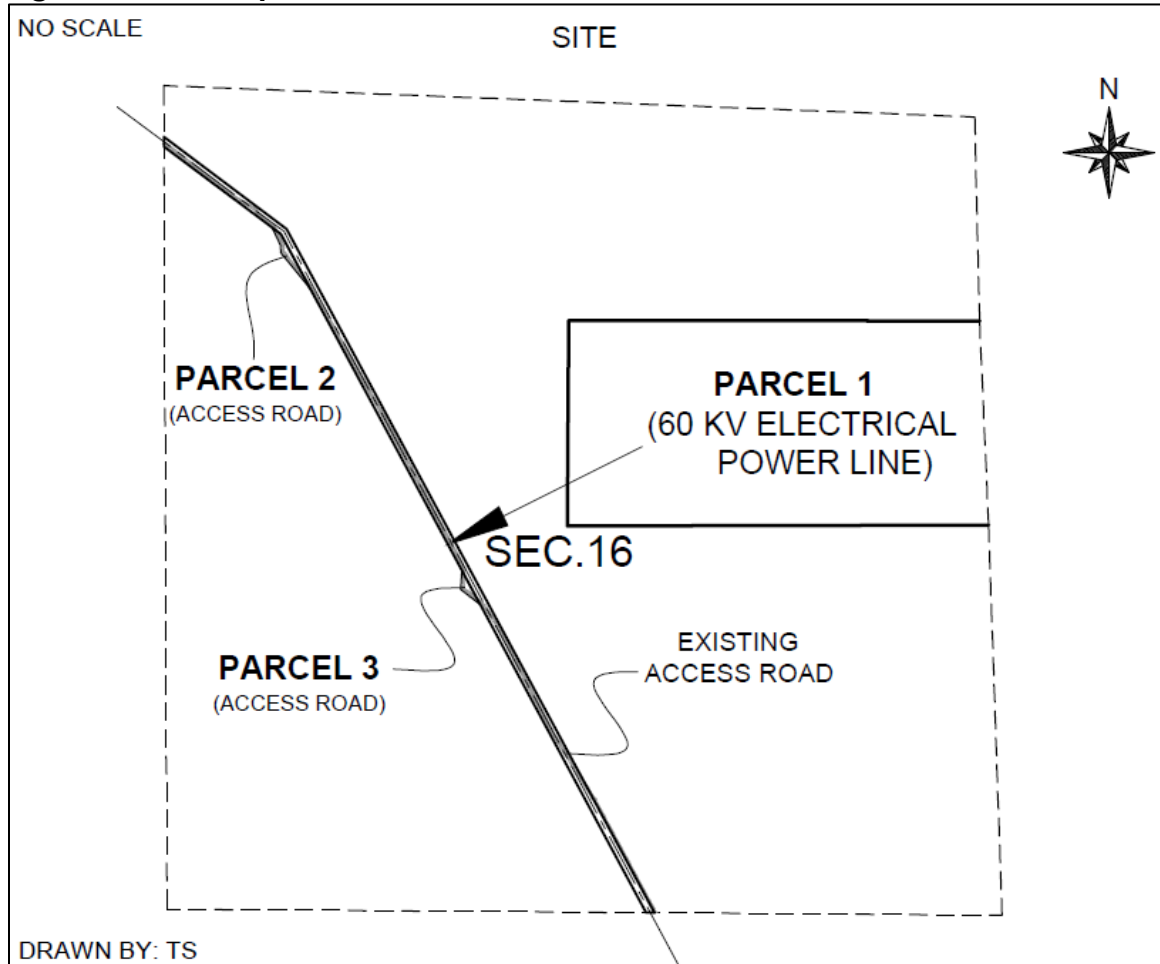 NO SCALE
SITE
N
PARCEL 2
(ACCESS ROAD)
PARCEL 1
(60 KV ELECTRICAL
POWER LINE)
SEC.16
PARCEL 3
(ACCESS ROAD)
EXISTING
ACCESS ROAD
DRAWN BY: TS